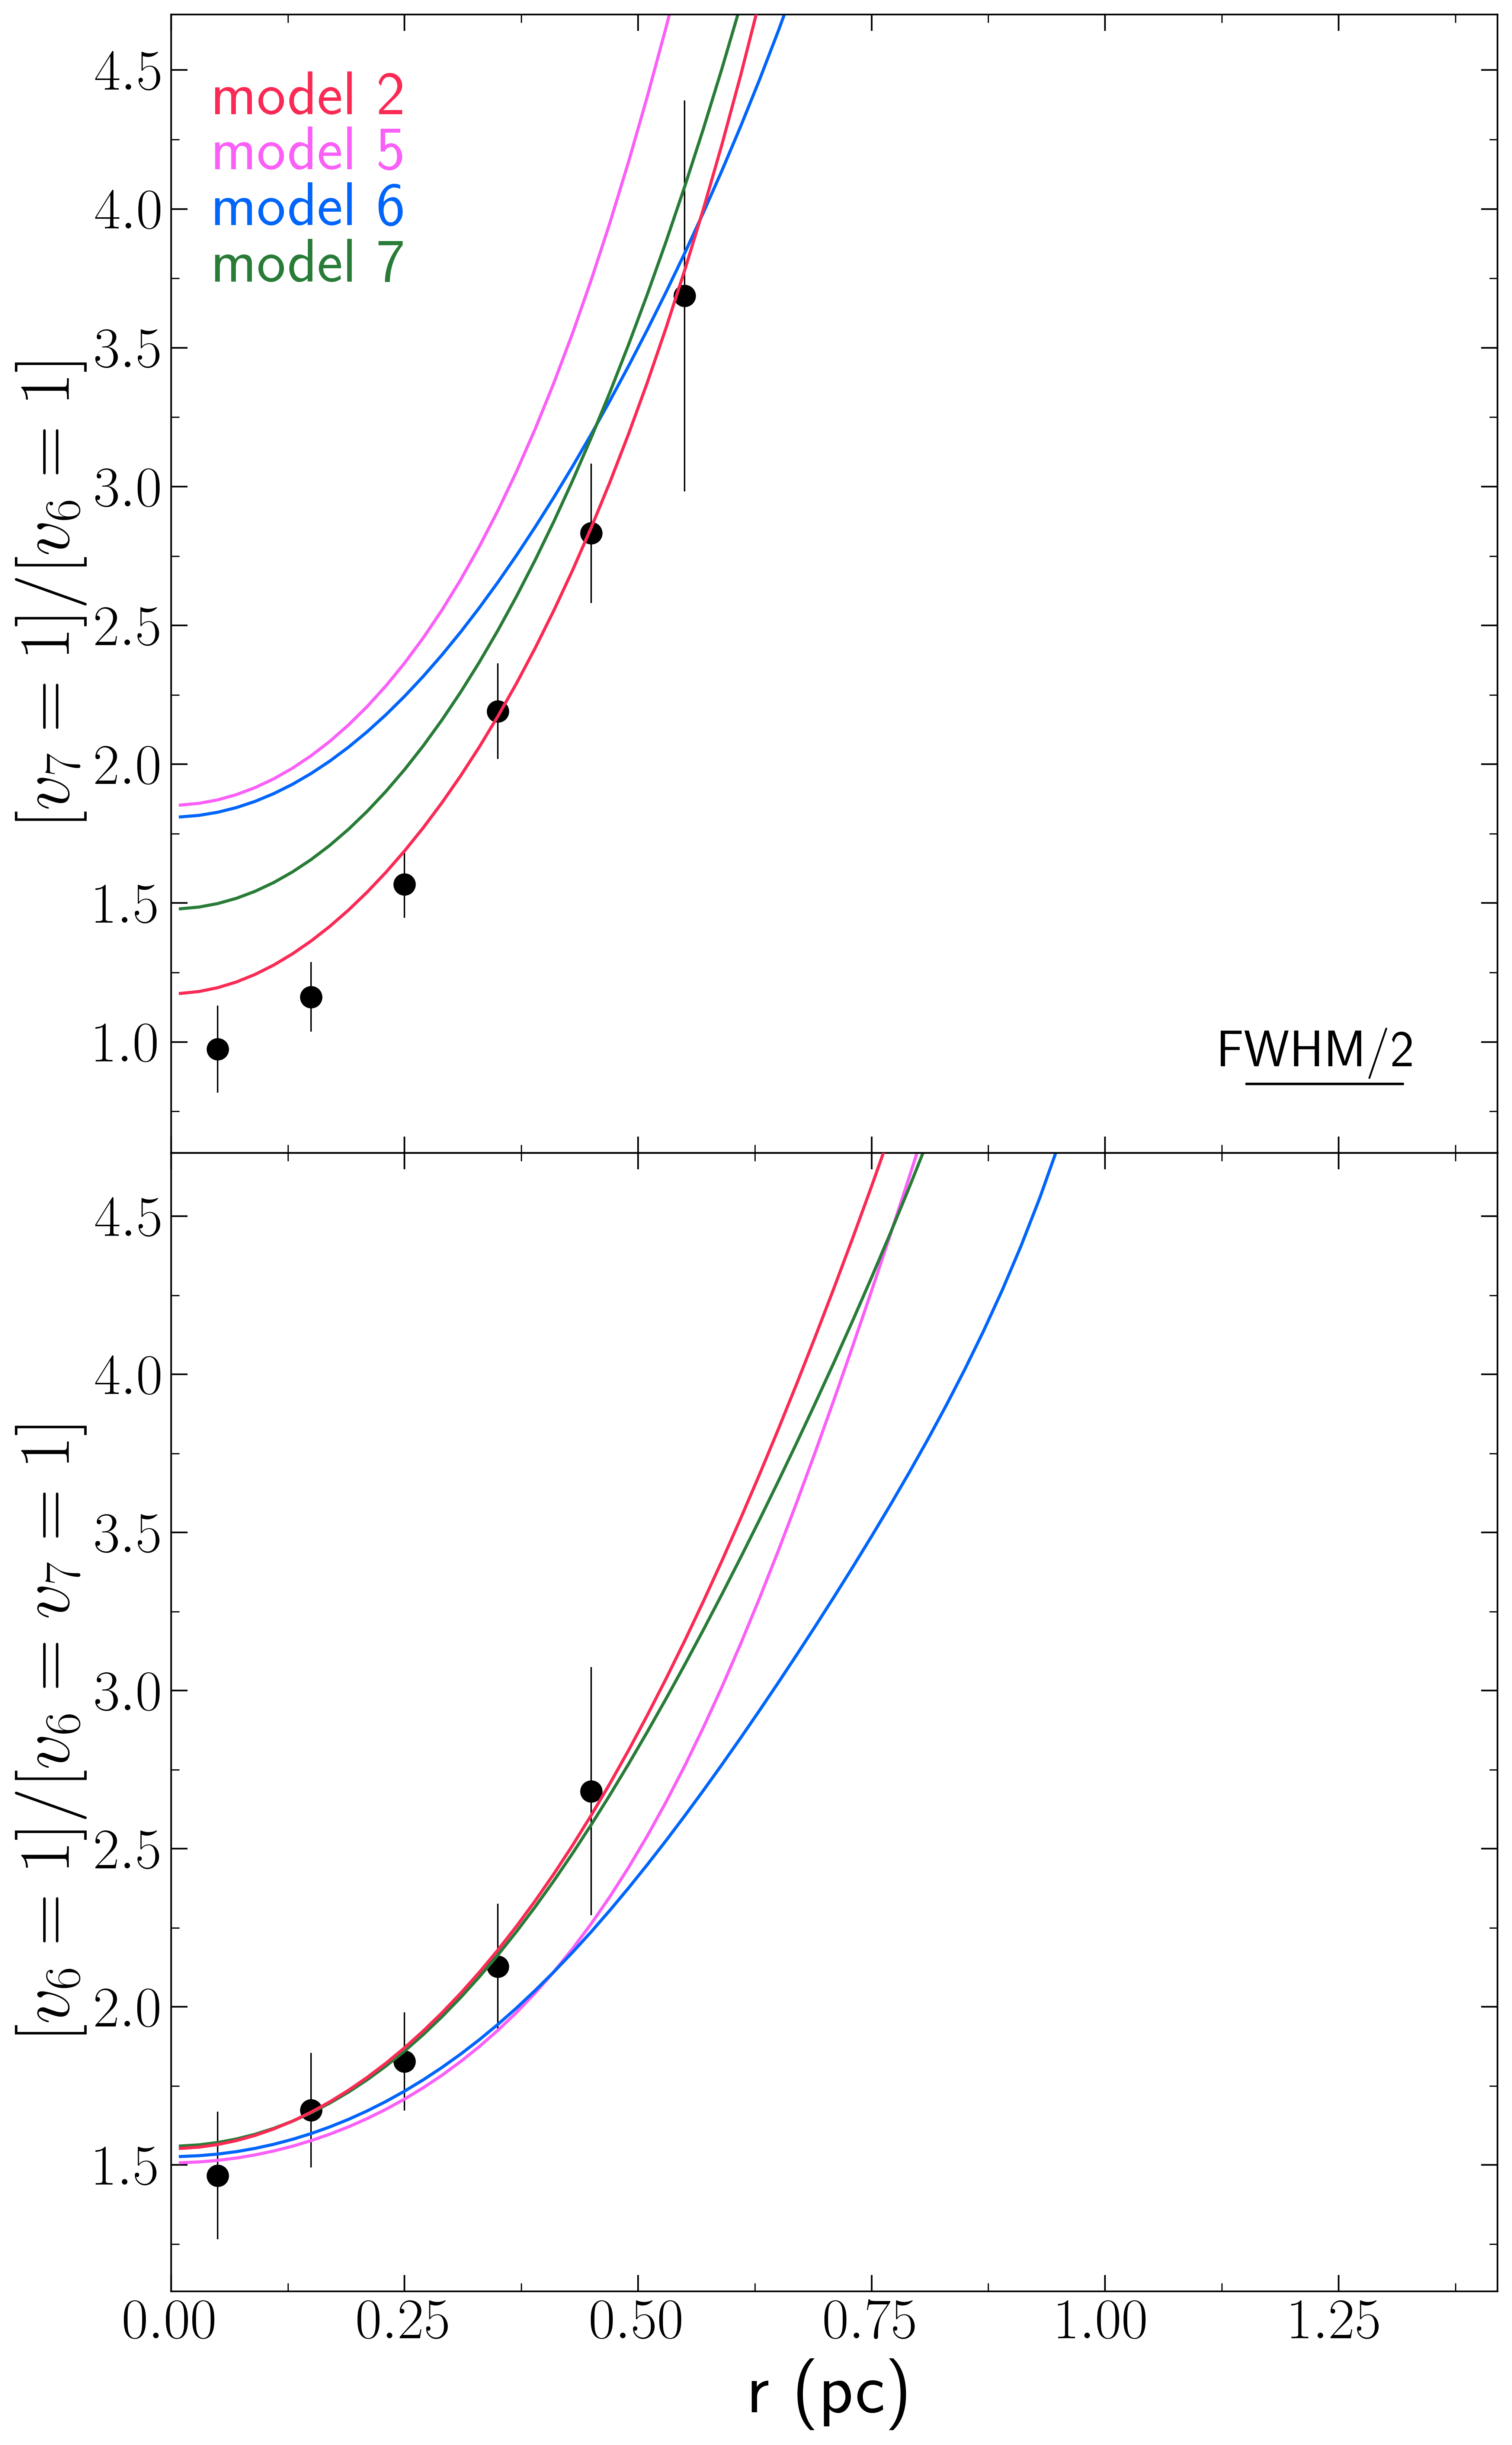 4.5
model 2
model 5
4.0
model 6
model 7
3.5
[v₇ = 1]/[v₆ = 1]
3.0
2.5
2.0
1.5
1.0
FWHM/2
4.5
4.0
3.5
[v₆ = 1]/[v₆ = v₇ = 1]
3.0
2.5
2.0
1.5
0.00 0.25 0.50 0.75 1.00 1.25
r (pc)